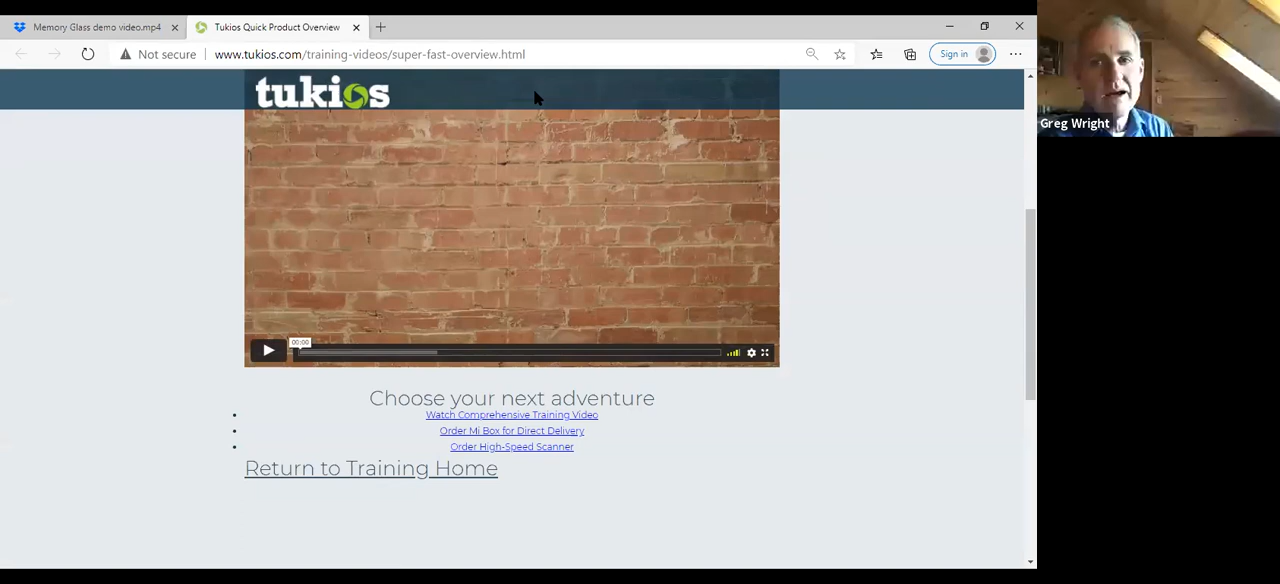 Memory Glass demo video.mp4
Tukios Quick Product Overview
Not secure
www.tukios.com/training-videos/super-fast-overview.html
Sign in
tukios
Greg Wright
00:00
Choose your next adventure
Watch Comprehensive Training Video
Order Mi Box for Direct Delivery
Order High-Speed Scanner
Return to Training Home